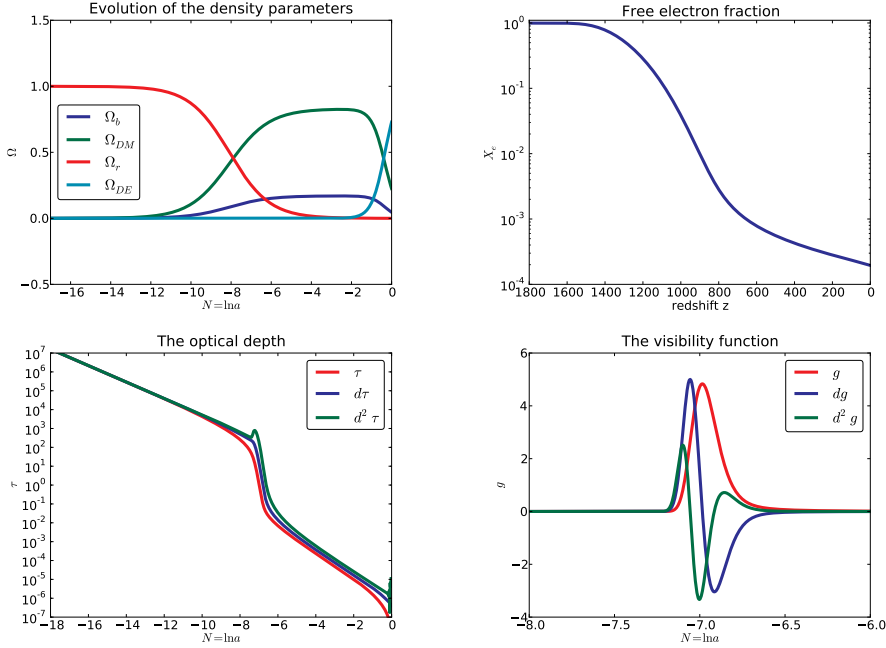 Evolution of the density parameters
1.5
1.0
0.5
0.0
−0.5
Ω
Ω_b
Ω_DM
Ω_r
Ω_DE
−16 −14 −12 −10 −8 −6 −4 −2 0
N=lna
Free electron fraction
10^0
10^-1
10^-2
10^-3
10^-4
X_e
1800 1600 1400 1200 1000 800 600 400 200 0
redshift z
The optical depth
10^7
10^6
10^5
10^4
10^3
10^2
10^1
10^0
10^-1
10^-2
10^-3
10^-4
10^-5
10^-6
10^-7
τ
τ
dτ
d² τ
−18 −16 −14 −12 −10 −8 −6 −4 −2 0
N=lna
The visibility function
6
4
2
0
−2
−4
g
g
dg
d² g
−8.0 −7.5 −7.0 −6.5 −6.0
N=lna